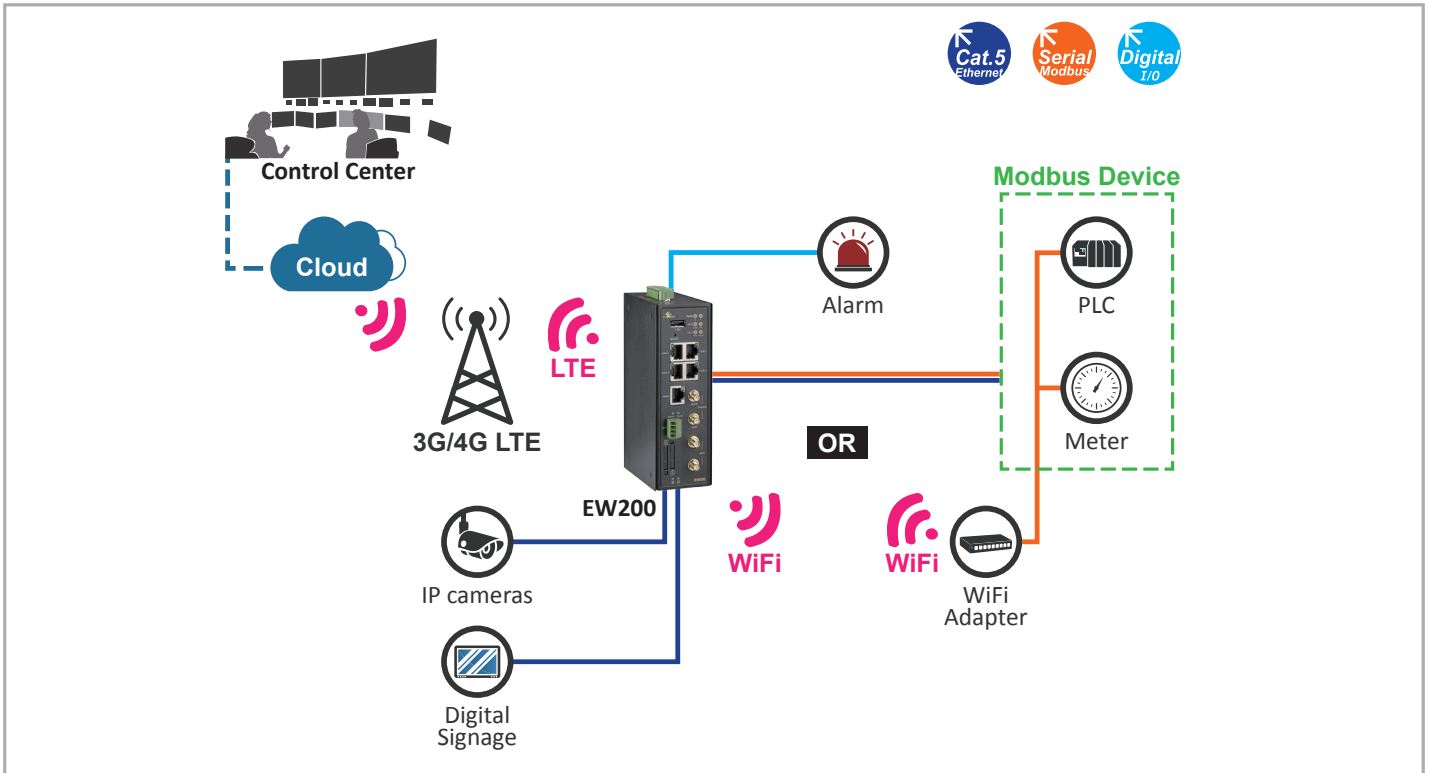 Cat.5
Ethernet
Serial
Modbus
Digital
I/O
Control Center
Modbus Device
Cloud
Alarm
PLC
LTE
3G/4G LTE
OR
Meter
EW200
WiFi
WiFi
IP cameras
WiFi
Adapter
Digital
Signage